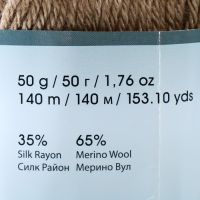 50 g / 50 г / 1,76 oz
140 m / 140 м / 153.10 yds
35% 65%
Silk Rayon Merino Wool
Силк Район Мерино Вул